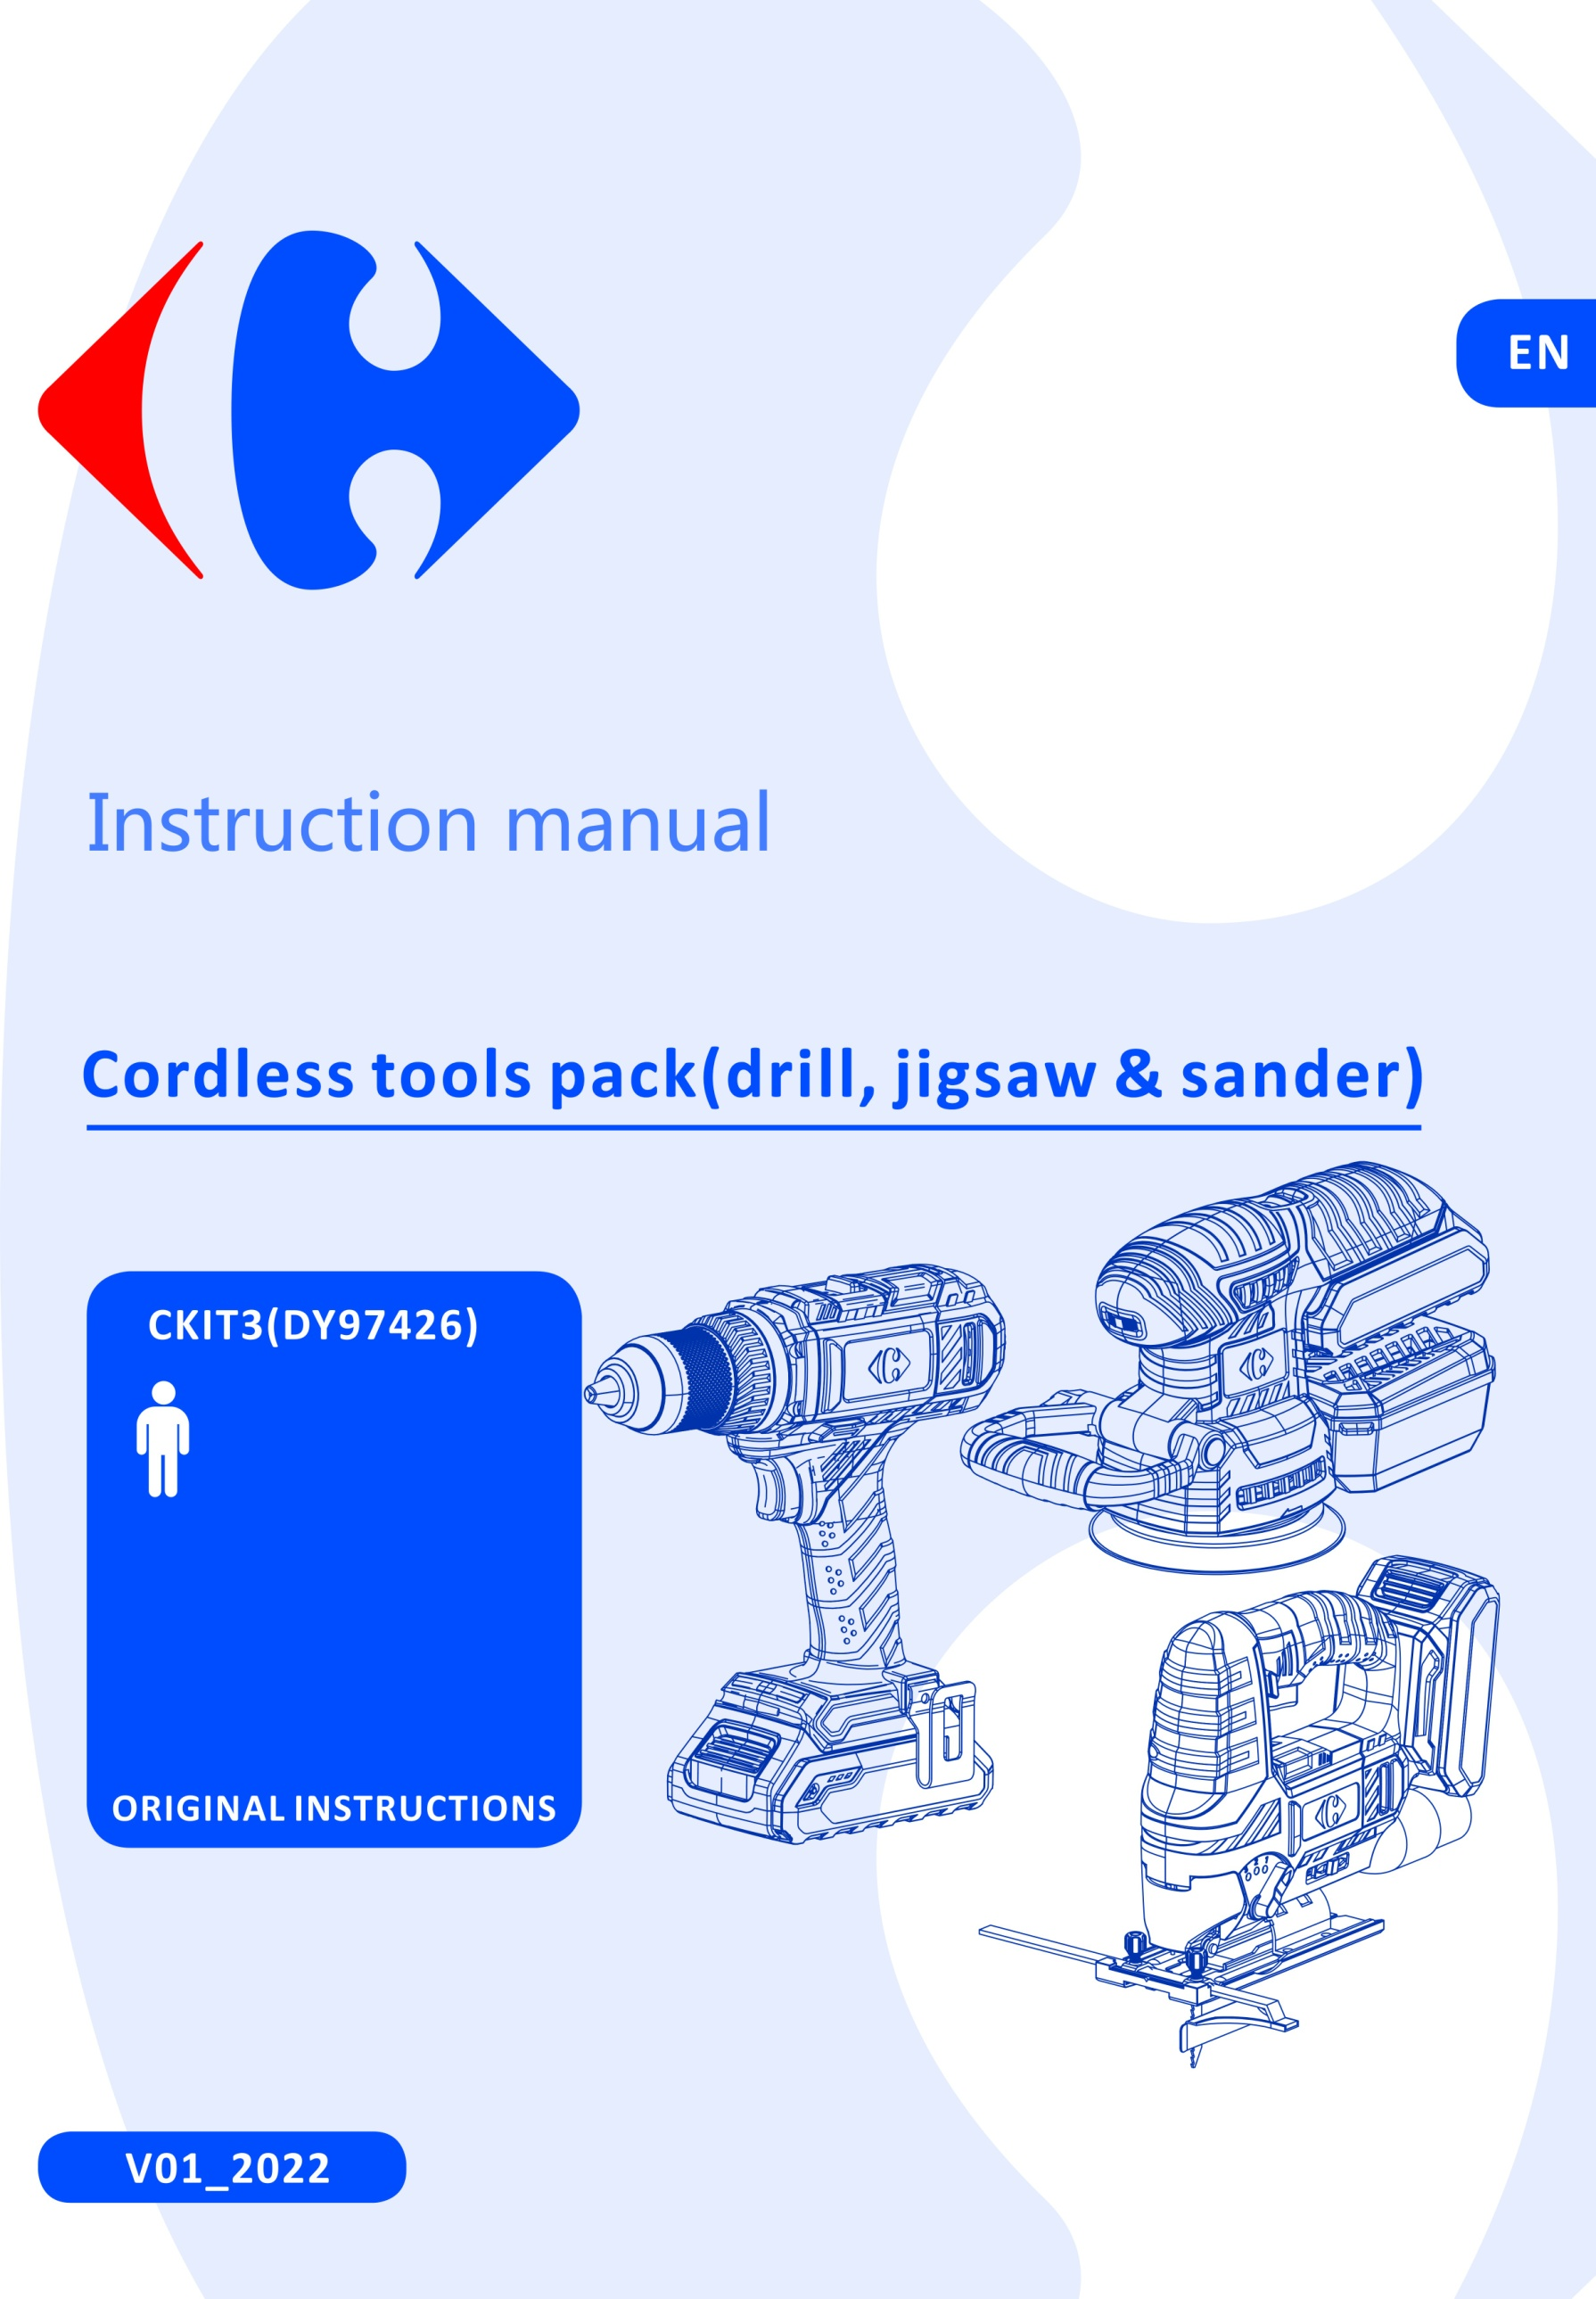 EN
Instruction manual
Cordless tools pack(drill, jigsaw & sander)
CKIT3(DY97426)
ORIGINAL INSTRUCTIONS
V01_2022